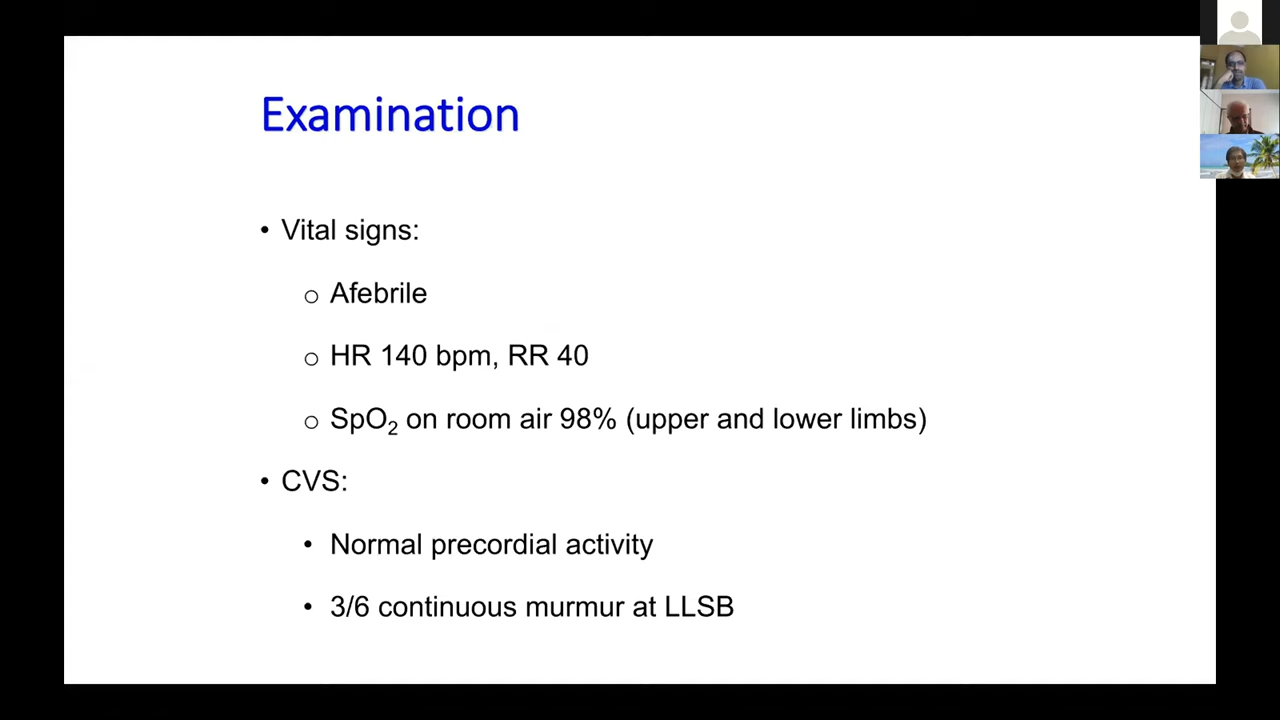 Examination
• Vital signs:
o Afebrile
o HR 140 bpm, RR 40
o SpO₂ on room air 98% (upper and lower limbs)
• CVS:
• Normal precordial activity
• 3/6 continuous murmur at LLSB